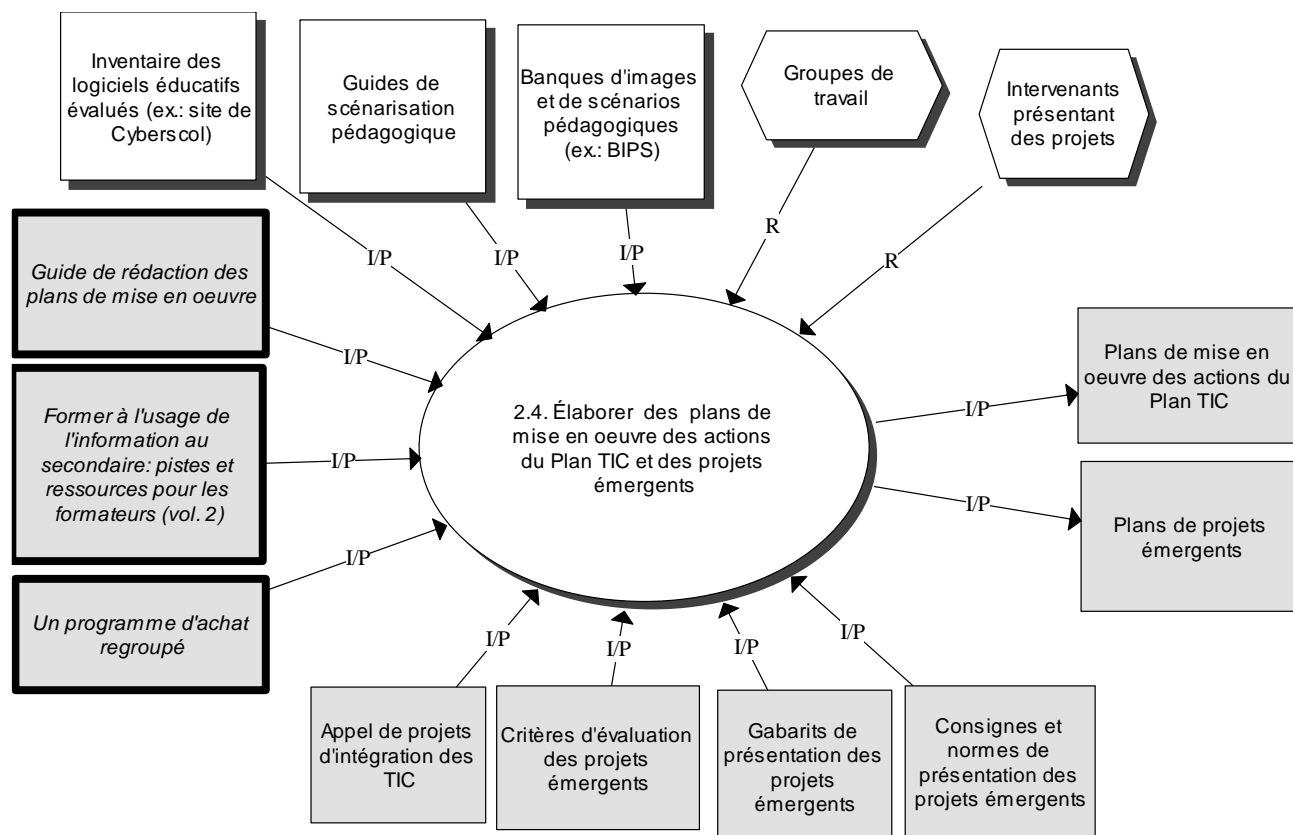 Inventaire des
logiciels éducatifs
évalués (ex.: site de
Cyberscol)
Guides de
scénarisation
pédagogique
Banques d'images
et de scénarios
pédagogiques
(ex.: BIPS)
Groupes de
travail
Intervenants
présentant
des projets
I/P
I/P
I/P
R
R
Guide de rédaction des
plans de mise en oeuvre
I/P
Former à l'usage de
l'information au
secondaire: pistes et
ressources pour les
formateurs (vol. 2)
I/P
Un programme d'achat
regroupé
I/P
2.4. Élaborer des plans de
mise en oeuvre des actions
du Plan TIC et des projets
émergents
I/P
Plans de mise en
oeuvre des actions du
Plan TIC
I/P
Plans de projets
émergents
I/P
I/P
I/P
I/P
Appel de projets
d'intégration des
TIC
Critères d'évaluation
des projets
émergents
Gabarits de
présentation des
projets
émergents
Consignes et
normes de
présentation des
projets émergents